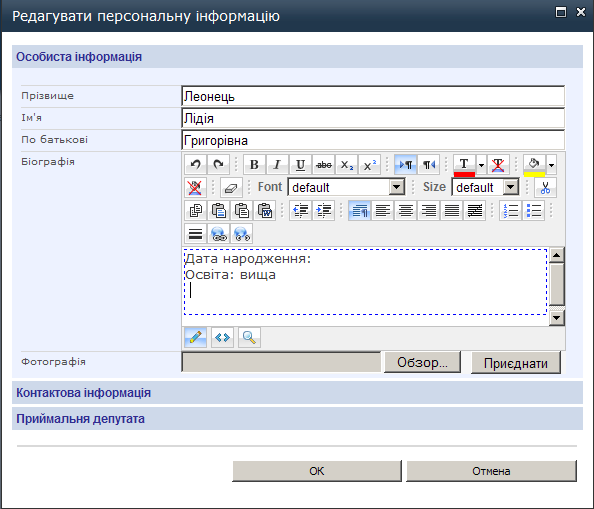 Редагувати персональну інформацію
Особиста інформація
Прізвище Леонець
Ім'я Лідія
По батькові Григорівна
Біографія
B I U abc X₂ X² ¶ ¶ T T
Font default Size default
Дата народження:
Освіта: вища
Фотографія Обзор... Приєднати
Контактова інформація
Приймальня депутата
ОК Отмена